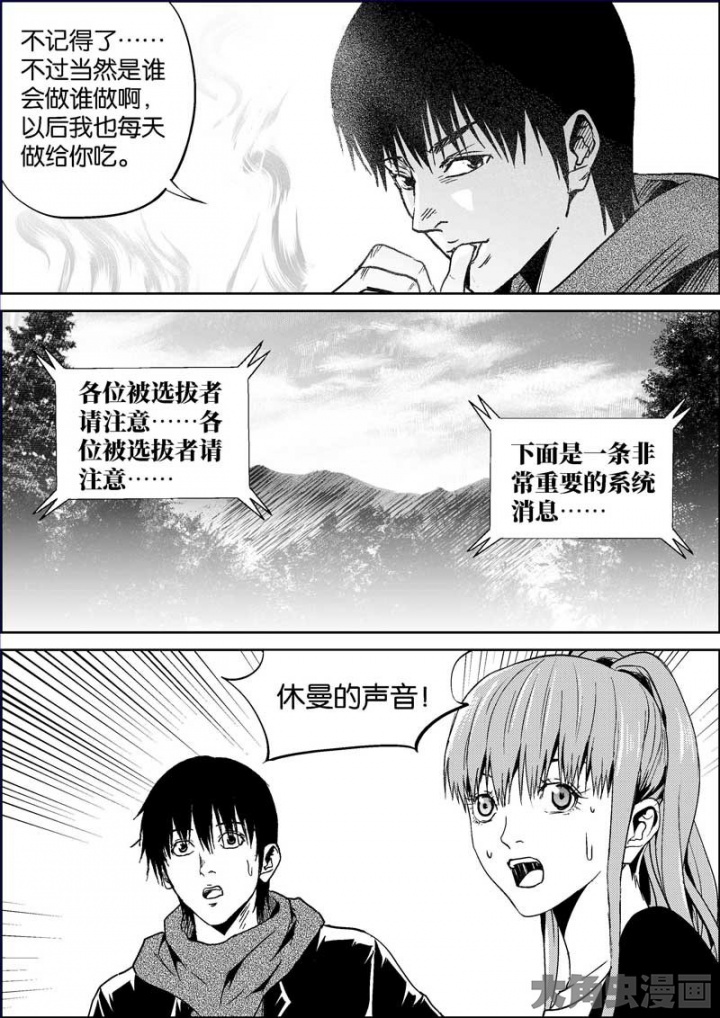 不记得了……
不过当然是谁
会做谁做啊，
以后我也每天
做给你吃。
各位被选拔者
请注意……各
位被选拔者请
注意……
下面是一条非
常重要的系统
消息……
休曼的声音！
大角虫漫画